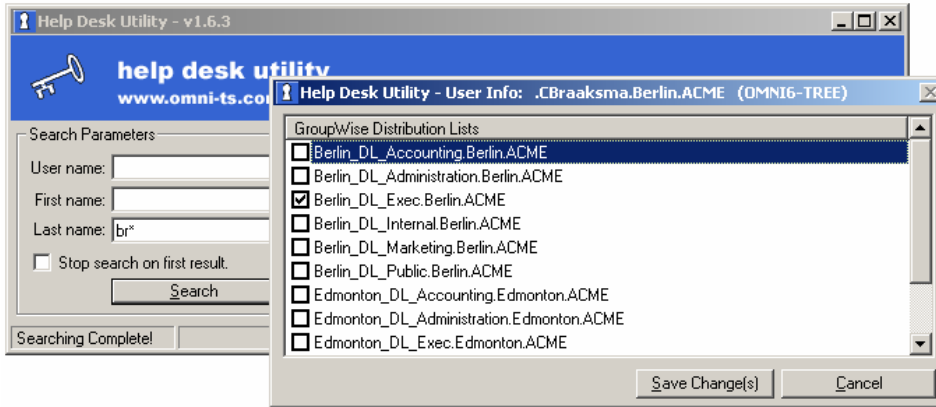 Help Desk Utility - v1.6.3
help desk utility
www.omni-ts.co
Search Parameters
User name:
First name:
Last name: br*
Stop search on first result.
Search
Searching Complete!
Help Desk Utility - User Info: .CBraaksma.Berlin.ACME (OMNI6-TREE)
GroupWise Distribution Lists
Berlin_DL_Accounting.Berlin.ACME
Berlin_DL_Administration.Berlin.ACME
Berlin_DL_Exec.Berlin.ACME
Berlin_DL_Internal.Berlin.ACME
Berlin_DL_Marketing.Berlin.ACME
Berlin_DL_Public.Berlin.ACME
Edmonton_DL_Accounting.Edmonton.ACME
Edmonton_DL_Administration.Edmonton.ACME
Edmonton_DL_Exec.Edmonton.ACME
Save Change(s)
Cancel